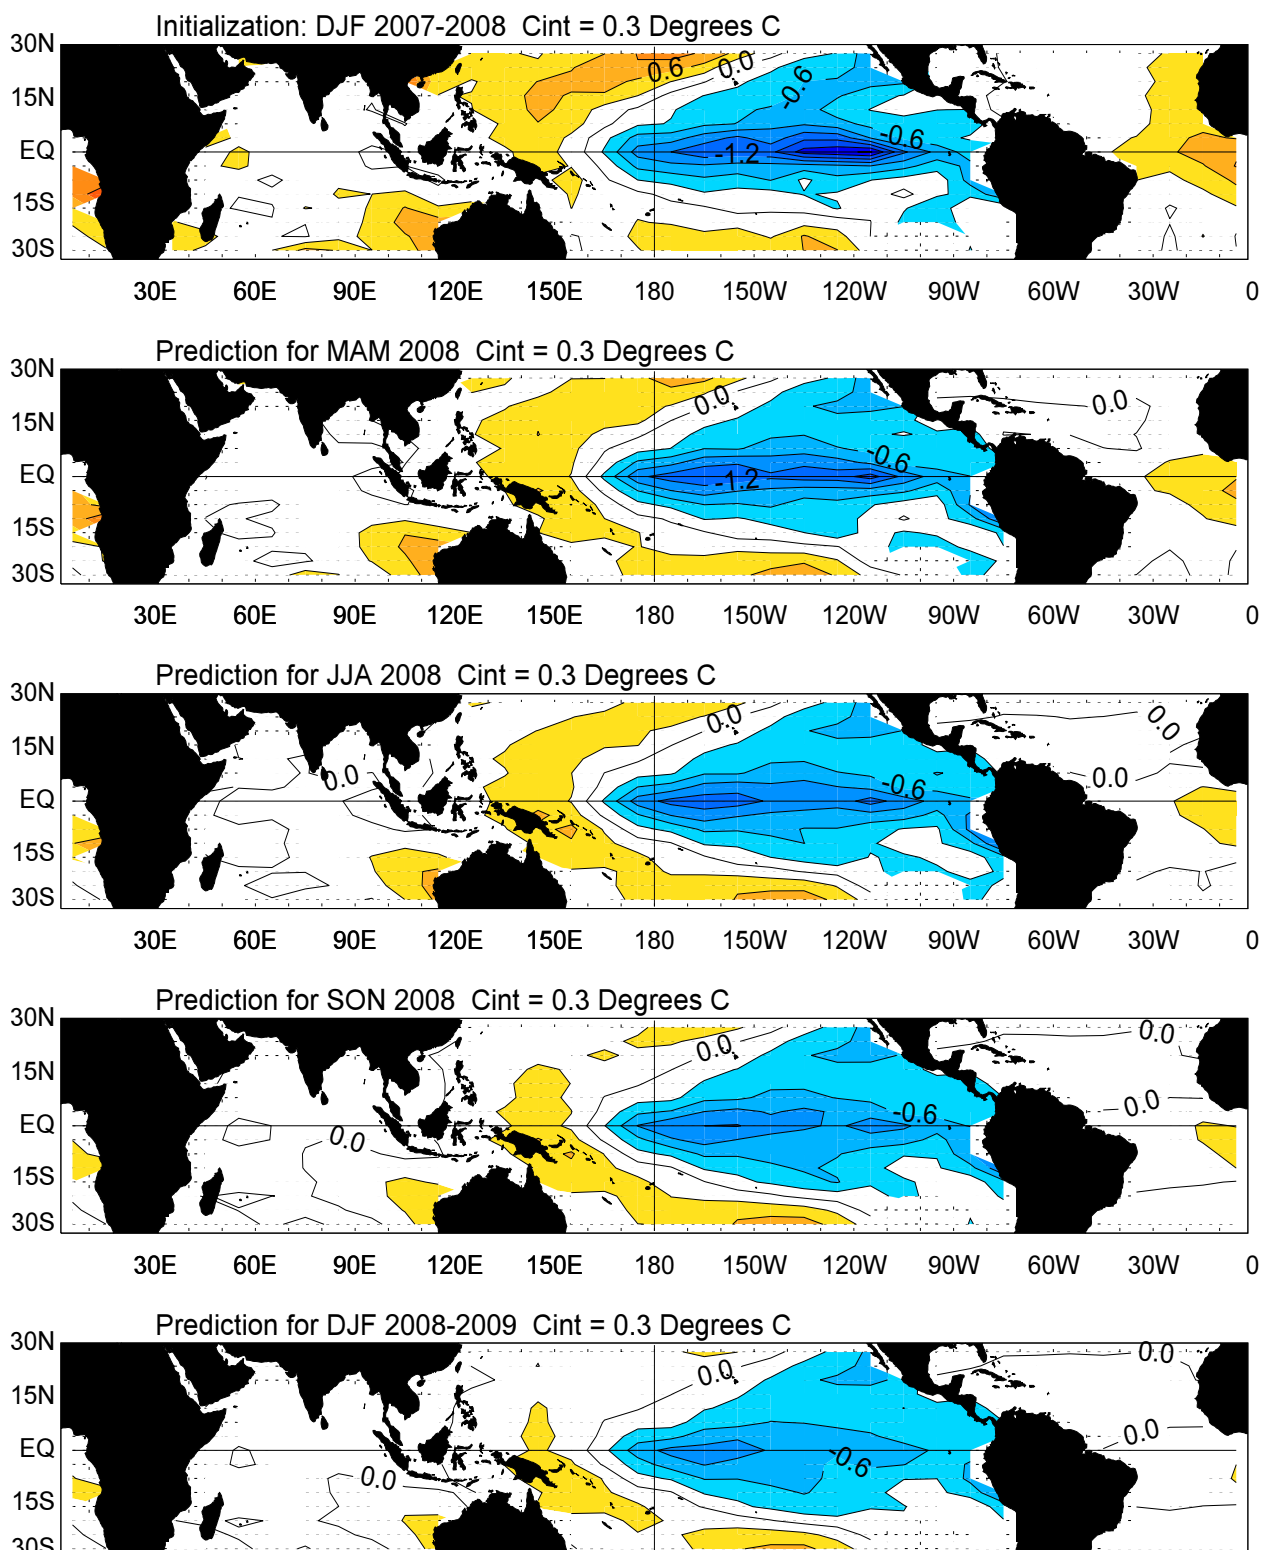 Initialization: DJF 2007-2008  Cint = 0.3 Degrees C
30N
15N
EQ
15S
30S
0.6
0.0
-0.6
-0.6
-1.2
30E 60E 90E 120E 150E 180 150W 120W 90W 60W 30W 0
Prediction for MAM 2008  Cint = 0.3 Degrees C
30N
15N
EQ
15S
30S
0.0
0.0
-0.6
-1.2
30E 60E 90E 120E 150E 180 150W 120W 90W 60W 30W 0
Prediction for JJA 2008  Cint = 0.3 Degrees C
30N
15N
EQ
15S
30S
0.0
0.0
0.0
0.0
-0.6
30E 60E 90E 120E 150E 180 150W 120W 90W 60W 30W 0
Prediction for SON 2008  Cint = 0.3 Degrees C
30N
15N
EQ
15S
30S
0.0
0.0
0.0
-0.6
0.0
30E 60E 90E 120E 150E 180 150W 120W 90W 60W 30W 0
Prediction for DJF 2008-2009  Cint = 0.3 Degrees C
30N
15N
EQ
15S
30S
0.0
0.0
0.0
-0.6
0.0